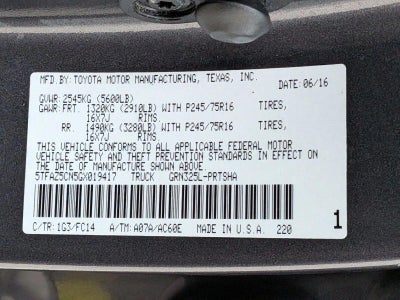 MFD.BY:TOYOTA MOTOR MANUFACTURING, TEXAS, INC.
DATE:06/16
GVWR:2545KG (5600LB)
GAWR:FRT. 1320KG (2910LB) WITH P245/75R16 TIRES,
16X7J RIMS
RR. 1490KG (3280LB) WITH P245/75R16 TIRES,
16X7J RIMS
THIS VEHICLE CONFORMS TO ALL APPLICABLE FEDERAL MOTOR
VEHICLE SAFETY AND THEFT PREVENTION STANDARDS IN EFFECT ON
THE DATE OF MANUFACTURE SHOWN ABOVE.
5TFAZ5CN5GX019417 TRUCK GRN325L-PRTSHA
C/TR:1G3/FC14 A/TM:A07A/AC60E MADE IN U.S.A. 220
1